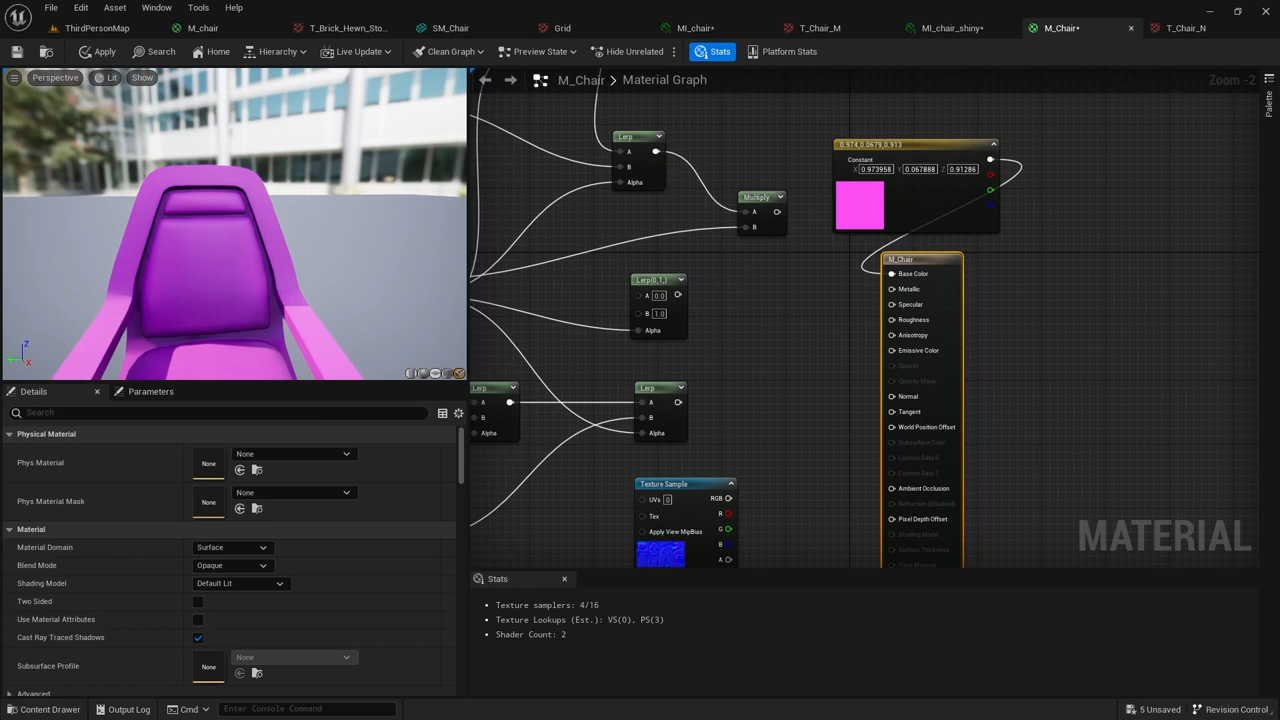 File Edit Asset Window Tools Help
ThirdPersonMap M_chair T_Brick_Hewn_Sto... SM_Chair Grid MI_chair* T_Chair_M MI_chair_shiny* M_Chair* T_Chair_N
Apply Search Home Hierarchy Live Update Clean Graph Preview State Hide Unrelated Stats Platform Stats
Perspective Lit Show
M_Chair > Material Graph
Zoom -2
Palette
Lerp
A
B
Alpha
Multiply
A
B
0.974,0.0679,0.913
Constant
X 0.973958 Y 0.067888 Z 0.91286
M_Chair
Base Color
Metallic
Specular
Roughness
Anisotropy
Emissive Color
Opacity
Opacity Mask
Normal
Tangent
World Position Offset
Subsurface Color
Custom Data 0
Custom Data 1
Ambient Occlusion
Refraction (Disabled)
Pixel Depth Offset
Shading Model
Surface Thickness
Front Material
Lerp(0,1,)
A 0.0
B 1.0
Alpha
Lerp
A
B
Alpha
Lerp
A
B
Alpha
Texture Sample
UVs 0 RGB
Tex R
Apply View MipBias G
B
A
MATERIAL
Z
X
Details Parameters
Search
Physical Material
Phys Material None None
Phys Material Mask None None
Material
Material Domain Surface
Blend Mode Opaque
Shading Model Default Lit
Two Sided
Use Material Attributes
Cast Ray Traced Shadows
Subsurface Profile None None
Advanced
Stats
Texture samplers: 4/16
Texture Lookups (Est.): VS(0), PS(3)
Shader Count: 2
Content Drawer Output Log Cmd Enter Console Command 5 Unsaved Revision Control